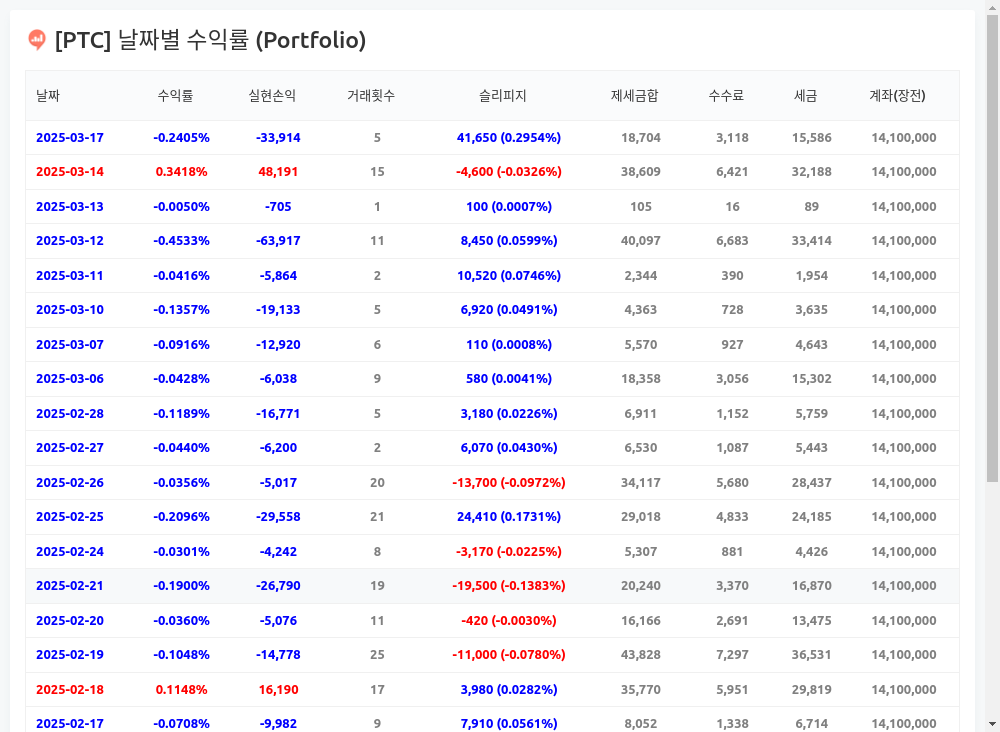 [PTC] 날짜별 수익률 (Portfolio)
날짜 수익률 실현손익 거래횟수 슬리피지 제세금합 수수료 세금 계좌(장전)
2025-03-17 -0.2405% -33,914 5 41,650 (0.2954%) 18,704 3,118 15,586 14,100,000
2025-03-14 0.3418% 48,191 15 -4,600 (-0.0326%) 38,609 6,421 32,188 14,100,000
2025-03-13 -0.0050% -705 1 100 (0.0007%) 105 16 89 14,100,000
2025-03-12 -0.4533% -63,917 11 8,450 (0.0599%) 40,097 6,683 33,414 14,100,000
2025-03-11 -0.0416% -5,864 2 10,520 (0.0746%) 2,344 390 1,954 14,100,000
2025-03-10 -0.1357% -19,133 5 6,920 (0.0491%) 4,363 728 3,635 14,100,000
2025-03-07 -0.0916% -12,920 6 110 (0.0008%) 5,570 927 4,643 14,100,000
2025-03-06 -0.0428% -6,038 9 580 (0.0041%) 18,358 3,056 15,302 14,100,000
2025-02-28 -0.1189% -16,771 5 3,180 (0.0226%) 6,911 1,152 5,759 14,100,000
2025-02-27 -0.0440% -6,200 2 6,070 (0.0430%) 6,530 1,087 5,443 14,100,000
2025-02-26 -0.0356% -5,017 20 -13,700 (-0.0972%) 34,117 5,680 28,437 14,100,000
2025-02-25 -0.2096% -29,558 21 24,410 (0.1731%) 29,018 4,833 24,185 14,100,000
2025-02-24 -0.0301% -4,242 8 -3,170 (-0.0225%) 5,307 881 4,426 14,100,000
2025-02-21 -0.1900% -26,790 19 -19,500 (-0.1383%) 20,240 3,370 16,870 14,100,000
2025-02-20 -0.0360% -5,076 11 -420 (-0.0030%) 16,166 2,691 13,475 14,100,000
2025-02-19 -0.1048% -14,778 25 -11,000 (-0.0780%) 43,828 7,297 36,531 14,100,000
2025-02-18 0.1148% 16,190 17 3,980 (0.0282%) 35,770 5,951 29,819 14,100,000
2025-02-17 -0.0708% -9,982 9 7,910 (0.0561%) 8,052 1,338 6,714 14,100,000